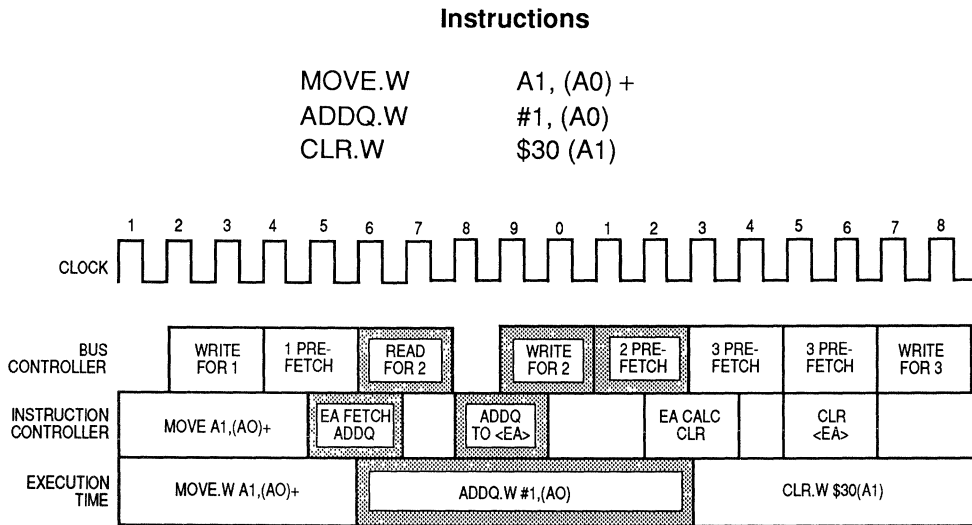 Instructions
MOVE.W A1, (A0) +
ADDQ.W #1, (A0)
CLR.W $30 (A1)
1 2 3 4 5 6 7 8 9 0 1 2 3 4 5 6 7 8
CLOCK
BUS
CONTROLLER
WRITE
FOR 1
1 PRE-
FETCH
READ
FOR 2
WRITE
FOR 2
2 PRE-
FETCH
3 PRE-
FETCH
3 PRE-
FETCH
WRITE
FOR 3
INSTRUCTION
CONTROLLER
MOVE A1,(AO)+
EA FETCH
ADDQ
ADDQ
TO <EA>
EA CALC
CLR
CLR
<EA>
EXECUTION
TIME
MOVE.W A1,(AO)+
ADDQ.W #1,(AO)
CLR.W $30(A1)